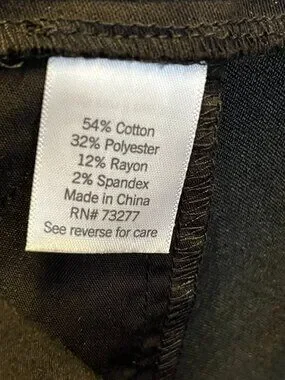 54% Cotton
32% Polyester
12% Rayon
2% Spandex
Made in China
RN# 73277
See reverse for care